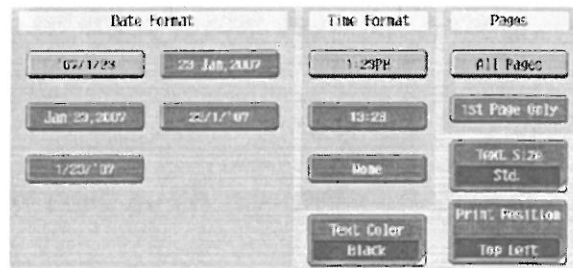 Date Format
Time Format
Pages
'07/1/23
23 Jan,2007
1:23PM
All Pages
Jan 23,2007
23/1/'07
13:23
1st Page Only
1/23/'07
None
Text Size
Std.
Text Color
Black
Print Position
Top Left